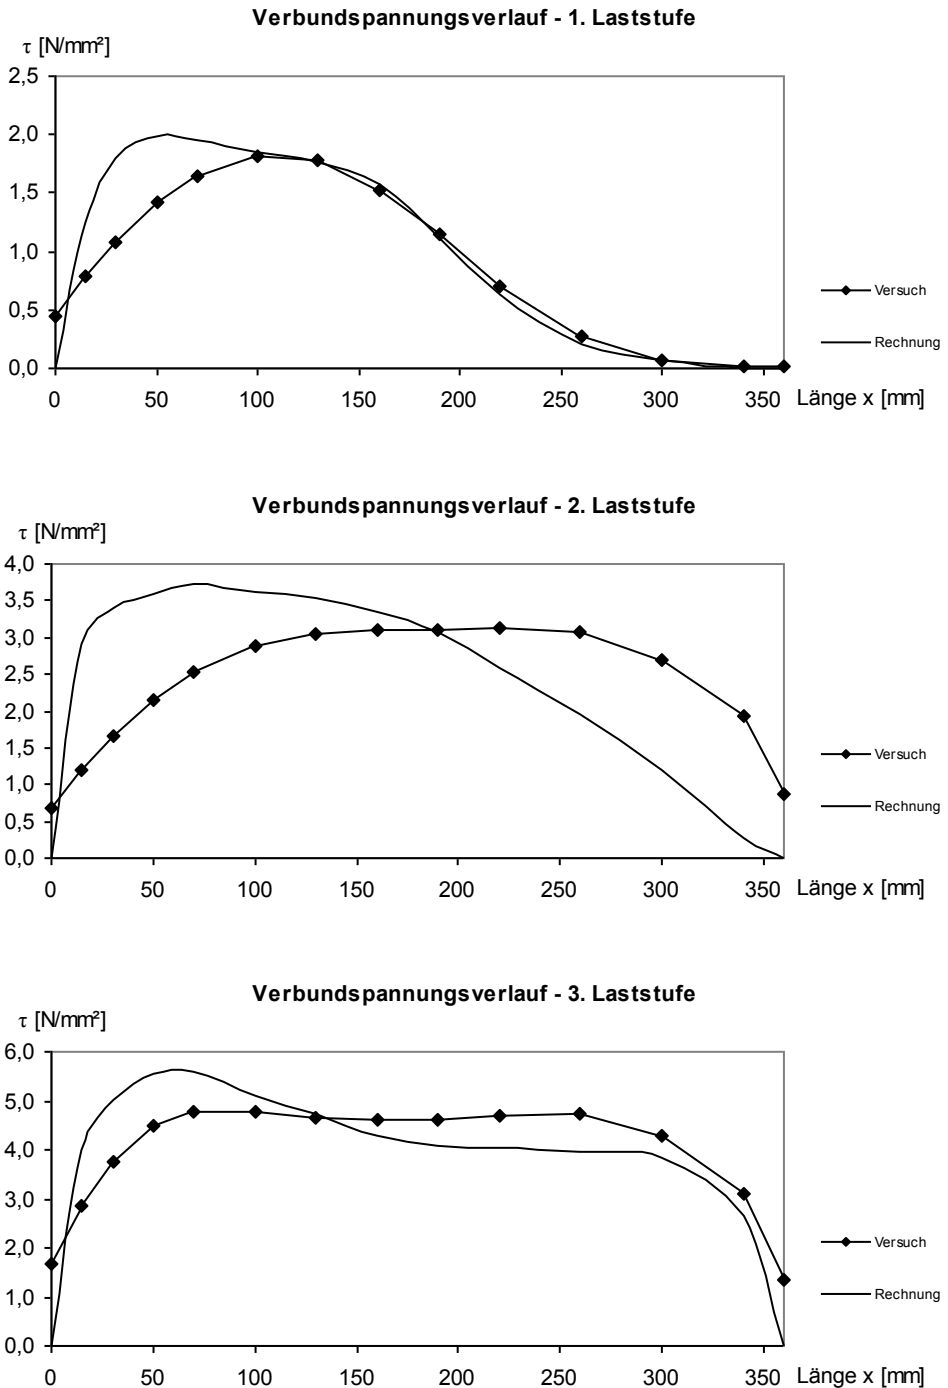 Verbundspannungsverlauf - 1. Laststufe
τ [N/mm²]
2,5
2,0
1,5
1,0
0,5
0,0
0 50 100 150 200 250 300 350 Länge x [mm]
Versuch
Rechnung
Verbundspannungsverlauf - 2. Laststufe
τ [N/mm²]
4,0
3,5
3,0
2,5
2,0
1,5
1,0
0,5
0,0
0 50 100 150 200 250 300 350 Länge x [mm]
Versuch
Rechnung
Verbundspannungsverlauf - 3. Laststufe
τ [N/mm²]
6,0
5,0
4,0
3,0
2,0
1,0
0,0
0 50 100 150 200 250 300 350 Länge x [mm]
Versuch
Rechnung